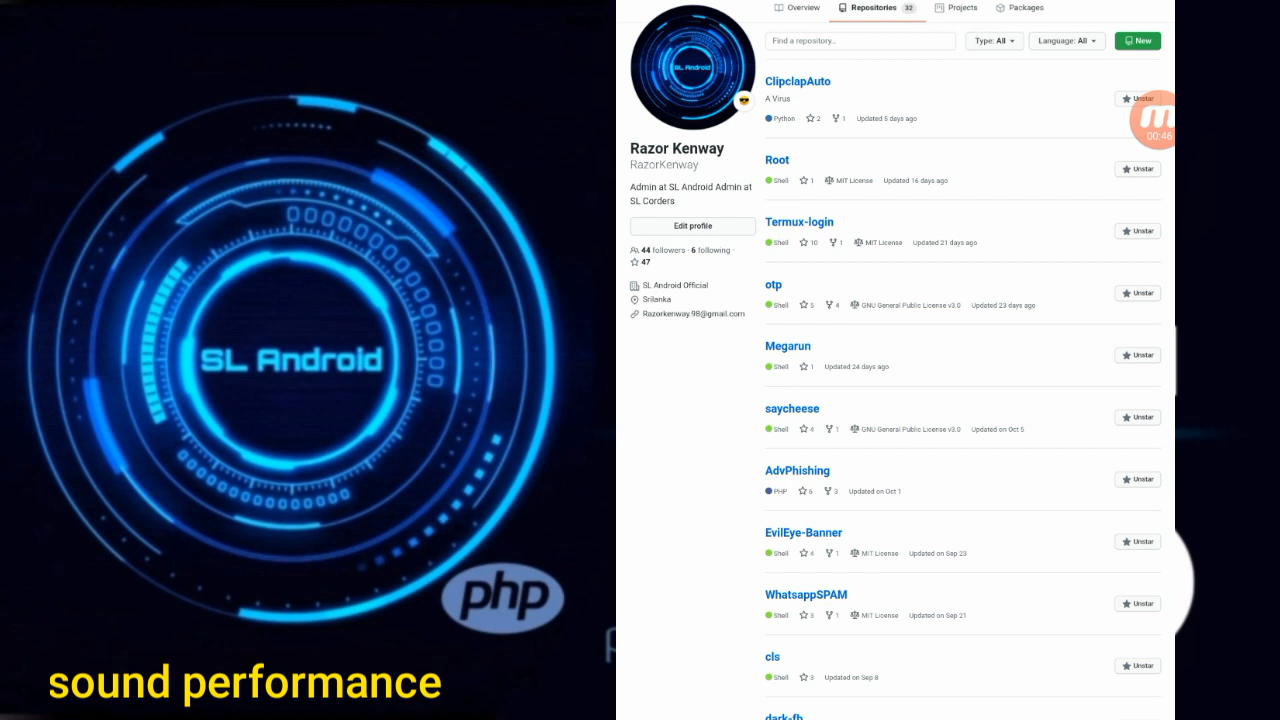 SL Android
php
sound performance
Overview
Repositories 32
Projects
Packages
Find a repository...
Type: All
Language: All
New
SL Android
Razor Kenway
RazorKenway
Admin at SL Android Admin at
SL Corders
Edit profile
44 followers · 6 following ·
47
SL Android Official
Srilanka
Razorkenway.98@gmail.com
ClipclapAuto
Unstar
A Virus
Python 2 1 Updated 5 days ago
00:46
Root
Unstar
Shell 1 MIT License Updated 16 days ago
Termux-login
Unstar
Shell 10 1 MIT License Updated 21 days ago
otp
Unstar
Shell 5 4 GNU General Public License v3.0 Updated 23 days ago
Megarun
Unstar
Shell 1 Updated 24 days ago
saycheese
Unstar
Shell 4 1 GNU General Public License v3.0 Updated on Oct 5
AdvPhishing
Unstar
PHP 6 3 Updated on Oct 1
EvilEye-Banner
Unstar
Shell 4 1 MIT License Updated on Sep 23
WhatsappSPAM
Unstar
Shell 3 1 MIT License Updated on Sep 21
cls
Unstar
Shell 3 Updated on Sep 8
dark-fb